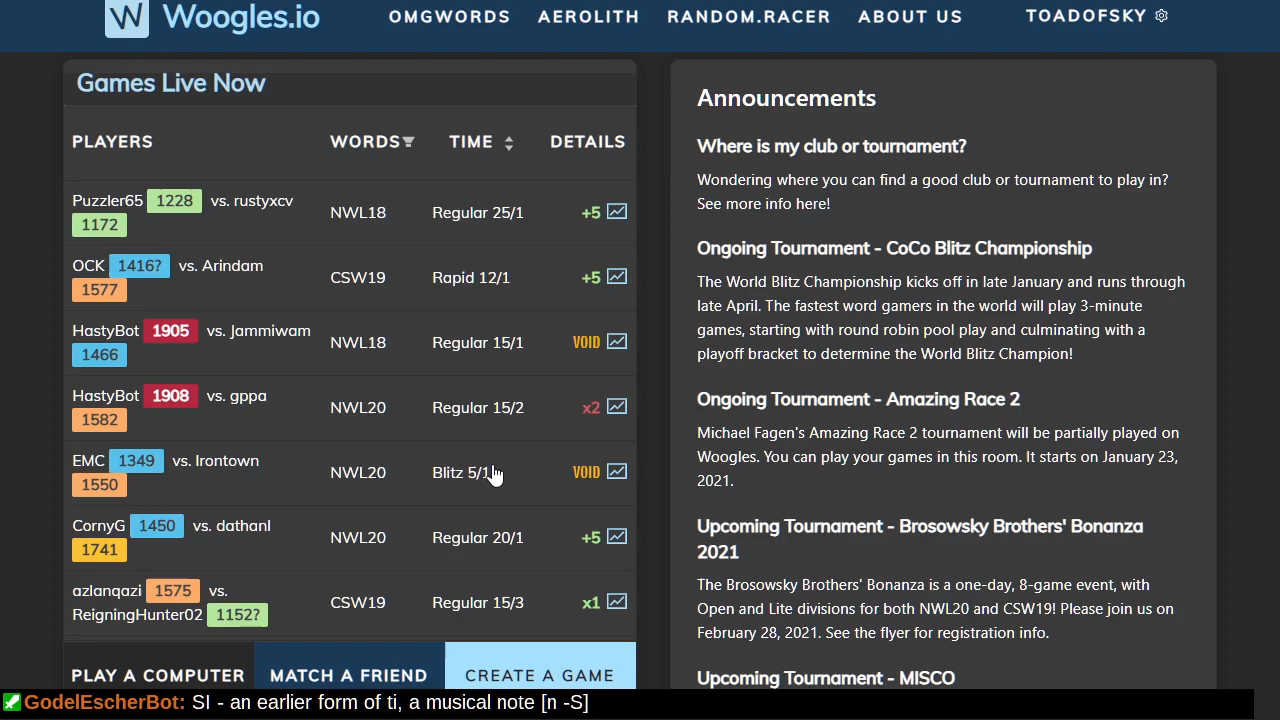 W Woogles.io OMGWORDS AEROLITH RANDOM.RACER ABOUT US TOADOFSKY
Games Live Now
PLAYERS WORDS TIME DETAILS
Puzzler65 1228 vs. rustyxcv
1172
NWL18 Regular 25/1 +5
OCK 1416? vs. Arindam
1577
CSW19 Rapid 12/1 +5
HastyBot 1905 vs. Jammiwam
1466
NWL18 Regular 15/1 VOID
HastyBot 1908 vs. gppa
1582
NWL20 Regular 15/2 x2
EMC 1349 vs. Irontown
1550
NWL20 Blitz 5/1 VOID
CornyG 1450 vs. dathanl
1741
NWL20 Regular 20/1 +5
azlanqazi 1575 vs.
ReigningHunter02 1152?
CSW19 Regular 15/3 x1
PLAY A COMPUTER MATCH A FRIEND CREATE A GAME
Announcements
Where is my club or tournament?
Wondering where you can find a good club or tournament to play in?
See more info here!
Ongoing Tournament - CoCo Blitz Championship
The World Blitz Championship kicks off in late January and runs through
late April. The fastest word gamers in the world will play 3-minute
games, starting with round robin pool play and culminating with a
playoff bracket to determine the World Blitz Champion!
Ongoing Tournament - Amazing Race 2
Michael Fagen's Amazing Race 2 tournament will be partially played on
Woogles. You can play your games in this room. It starts on January 23,
2021.
Upcoming Tournament - Brosowsky Brothers' Bonanza
2021
The Brosowsky Brothers' Bonanza is a one-day, 8-game event, with
Open and Lite divisions for both NWL20 and CSW19! Please join us on
February 28, 2021. See the flyer for registration info.
Upcoming Tournament - MISCO
GodelEscherBot: SI - an earlier form of ti, a musical note [n -S]